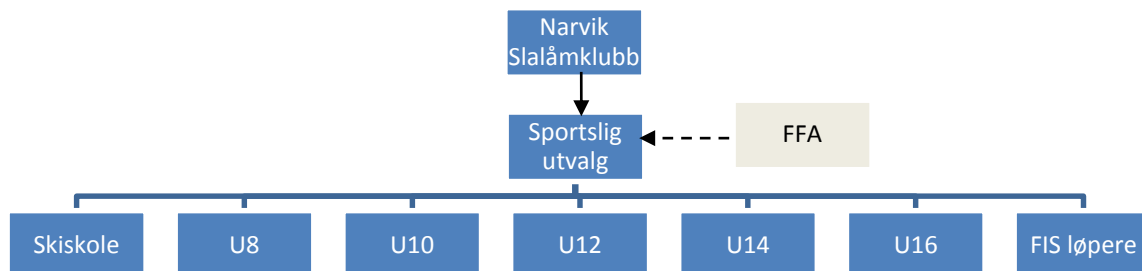 Narvik
Slalåmklubb
Sportslig
utvalg
FFA
Skiskole
U8
U10
U12
U14
U16
FIS løpere